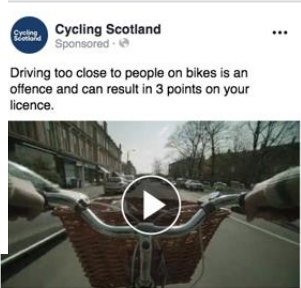 Cycling
Scotland
Cycling Scotland
Sponsored ·
Driving too close to people on bikes is an
offence and can result in 3 points on your
licence.